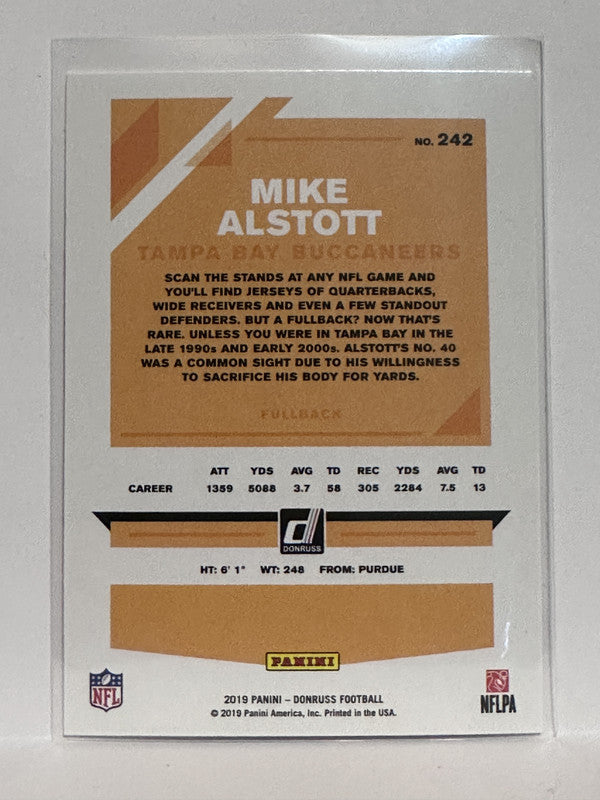 NO. 242
MIKE
ALSTOTT
TAMPA BAY BUCCANEERS
SCAN THE STANDS AT ANY NFL GAME AND
YOU'LL FIND JERSEYS OF QUARTERBACKS,
WIDE RECEIVERS AND EVEN A FEW STANDOUT
DEFENDERS. BUT A FULLBACK? NOW THAT'S
RARE. UNLESS YOU WERE IN TAMPA BAY IN THE
LATE 1990s AND EARLY 2000s. ALSTOTT'S NO. 40
WAS A COMMON SIGHT DUE TO HIS WILLINGNESS
TO SACRIFICE HIS BODY FOR YARDS.
FULLBACK
ATT YDS AVG TD REC YDS AVG TD
CAREER 1359 5088 3.7 58 305 2284 7.5 13
d
DONRUSS
HT: 6' 1" WT: 248 FROM: PURDUE
PANINI
NFL
2019 PANINI – DONRUSS FOOTBALL
© 2019 Panini America, Inc. Printed in the USA.
NFLPA